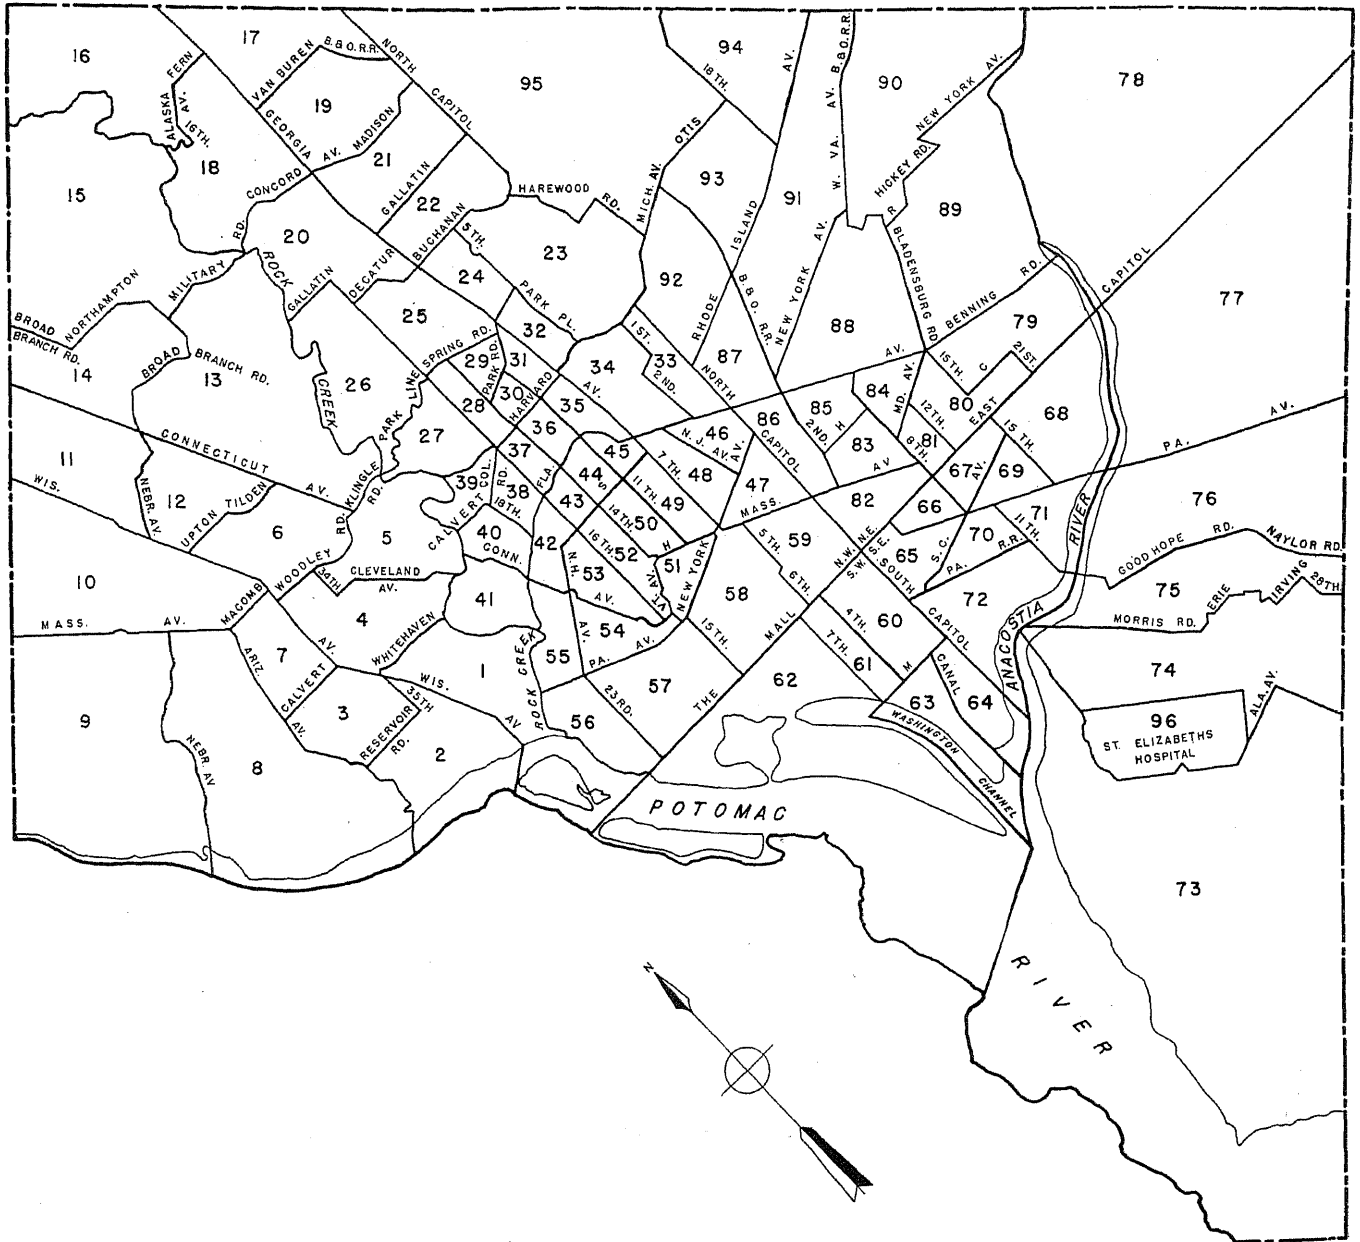 16
17
B.&O.R.R.
NORTH
CAPITOL
95
94
18TH.
AV.
W. VA. AV. B.&O.R.R.
90
NEW YORK AV.
78
ALASKA AV.
FERN
16TH.
VAN BUREN
19
GEORGIA AV.
MADISON
OTIS
HICKEY RD.
15
18
CONCORD
21
GALLATIN
22
HAREWOOD RD.
MICH. AV.
93
91
R
89
RD.
20
BUCHANAN
5TH.
23
RHODE ISLAND
NEW YORK AV.
BLADENSBURG RD.
MILITARY
ROCK
CREEK
GALLATIN
DECATUR
24
PARK PL.
92
B.&O. R.R.
BENNING RD.
CAPITOL
77
BROAD
BRANCH RD.
NORTHAMPTON
25
SPRING RD.
32
1ST.
88
79
14
BROAD
BRANCH RD.
13
26
PARK
LINE
29
PARK RD.
31
34
33
2ND.
NORTH
87
AV.
15TH.
C
21ST.
28
30
HARVARD
AV.
35
84
MD. AV.
80
EAST
68
AV.
CONNECTICUT AV.
27
37
36
46
N. J. AV.
AV.
86
CAPITOL
85
2ND.
H
83
12TH.
81
8TH.
15TH.
PA.
11
WIS.
KLINGLE RD.
39
COL. RD.
38
18TH.
FLA.
44
S
45
7TH.
48
47
AV
67
AV.
69
12
NEBR. AV.
UPTON
TILDEN
6
5
CALVERT
40
43
14TH.
11TH.
49
50
MASS.
82
66
76
10
RD.
WOODLEY
34TH
CLEVELAND AV.
CONN.
42
16TH.
52
H
51
5TH.
59
N.W. N.E.
S.W. S.E.
65
S. C.
70
R.R.
PA.
11TH.
71
RIVER
GOOD HOPE RD.
NAYLOR RD.
MACOMB
41
N.H.
AV.
53
AV.
VT. AV.
NEW YORK
58
6TH.
SOUTH
CAPITOL
72
75
ERIE
IRVING
28TH.
MASS. AV.
4
WHITEHAVEN
54
MALL
4TH.
60
ANACOSTIA
MORRIS RD.
7
ARIZ.
AV.
AV.
CALVERT
WIS. AV
1
ROCK CREEK
55
PA. AV.
15TH.
7TH.
61
M
CANAL
74
9
3
35TH
RESERVOIR RD.
57
THE
62
63
64
ALA. AV.
NEBR. AV
8
2
56
23RD.
WASHINGTON
CHANNEL
96
ST. ELIZABETHS
HOSPITAL
POTOMAC
73
RIVER
N